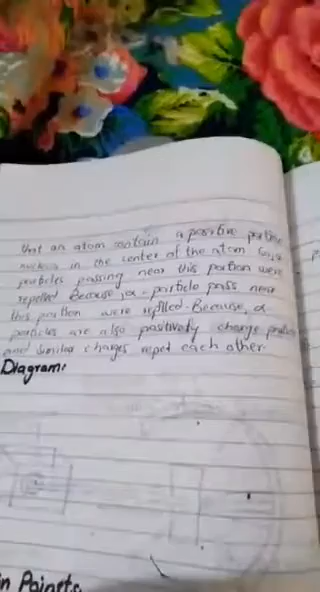 that an atom contain a positive portion
nucleus in the center of the atom so, α
particles passing near this portion were
repelled Because, α-particle pass near
this portion were repelled. Because, α
particles are also positively charge
and similar charges repel each other.
Diagram:
in Points